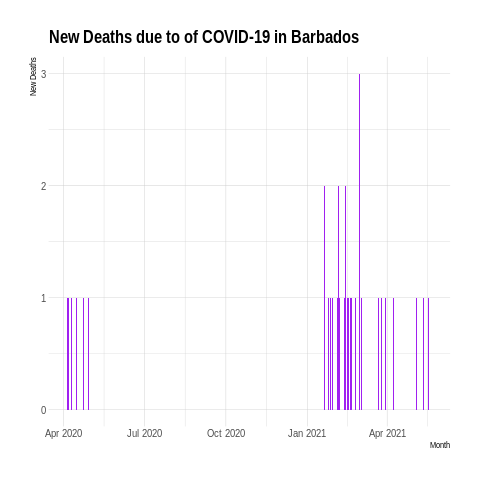 New Deaths due to of COVID-19 in Barbados
New Deaths
3
2
1
0
Apr 2020 Jul 2020 Oct 2020 Jan 2021 Apr 2021
Month